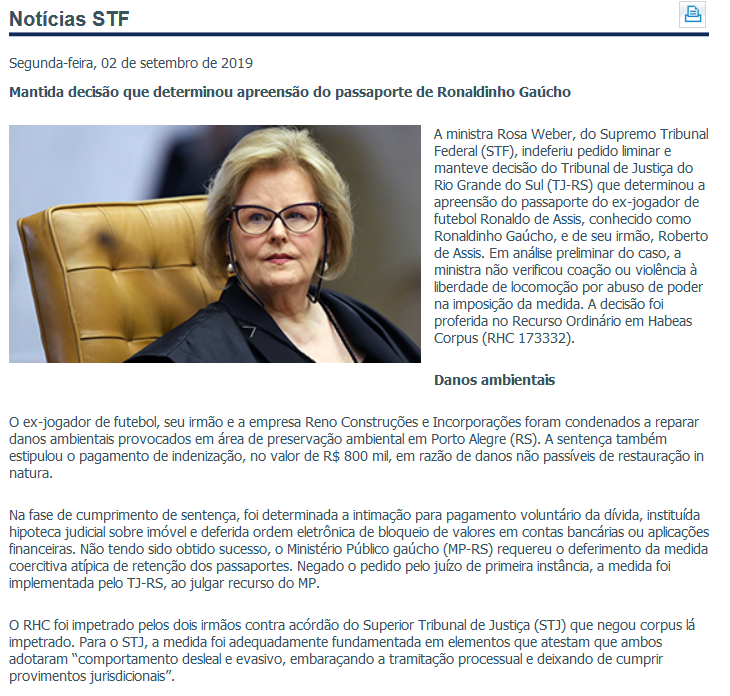 Notícias STF
Segunda-feira, 02 de setembro de 2019
Mantida decisão que determinou apreensão do passaporte de Ronaldinho Gaúcho
A ministra Rosa Weber, do Supremo Tribunal
Federal (STF), indeferiu pedido liminar e
manteve decisão do Tribunal de Justiça do
Rio Grande do Sul (TJ-RS) que determinou a
apreensão do passaporte do ex-jogador de
futebol Ronaldo de Assis, conhecido como
Ronaldinho Gaúcho, e de seu irmão, Roberto
de Assis. Em análise preliminar do caso, a
ministra não verificou coação ou violência à
liberdade de locomoção por abuso de poder
na imposição da medida. A decisão foi
proferida no Recurso Ordinário em Habeas
Corpus (RHC 173332).
Danos ambientais
O ex-jogador de futebol, seu irmão e a empresa Reno Construções e Incorporações foram condenados a reparar
danos ambientais provocados em área de preservação ambiental em Porto Alegre (RS). A sentença também
estipulou o pagamento de indenização, no valor de R$ 800 mil, em razão de danos não passíveis de restauração in
natura.
Na fase de cumprimento de sentença, foi determinada a intimação para pagamento voluntário da dívida, instituída
hipoteca judicial sobre imóvel e deferida ordem eletrônica de bloqueio de valores em contas bancárias ou aplicações
financeiras. Não tendo sido obtido sucesso, o Ministério Público gaúcho (MP-RS) requereu o deferimento da medida
coercitiva atípica de retenção dos passaportes. Negado o pedido pelo juízo de primeira instância, a medida foi
implementada pelo TJ-RS, ao julgar recurso do MP.
O RHC foi impetrado pelos dois irmãos contra acórdão do Superior Tribunal de Justiça (STJ) que negou corpus lá
impetrado. Para o STJ, a medida foi adequadamente fundamentada em elementos que atestam que ambos
adotaram “comportamento desleal e evasivo, embaraçando a tramitação processual e deixando de cumprir
provimentos jurisdicionais”.